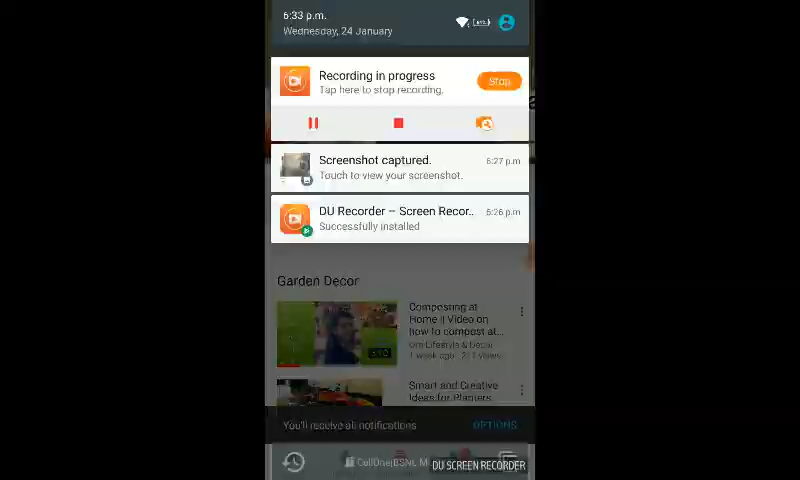 6:33 p.m.
Wednesday, 24 January
Recording in progress
Tap here to stop recording.
Stop
Screenshot captured.
6:27 p.m
Touch to view your screenshot.
DU Recorder – Screen Recor..
6:26 p.m
Successfully installed
Garden Decor
Composting at
Home || Video on
how to compost at...
Om Lifestyle & Decor
1 week ago
views
Smart and Creative
Ideas for Planters
You'll receive all notifications
OPTIONS
CellOne|BSNL M
DU SCREEN RECORDER